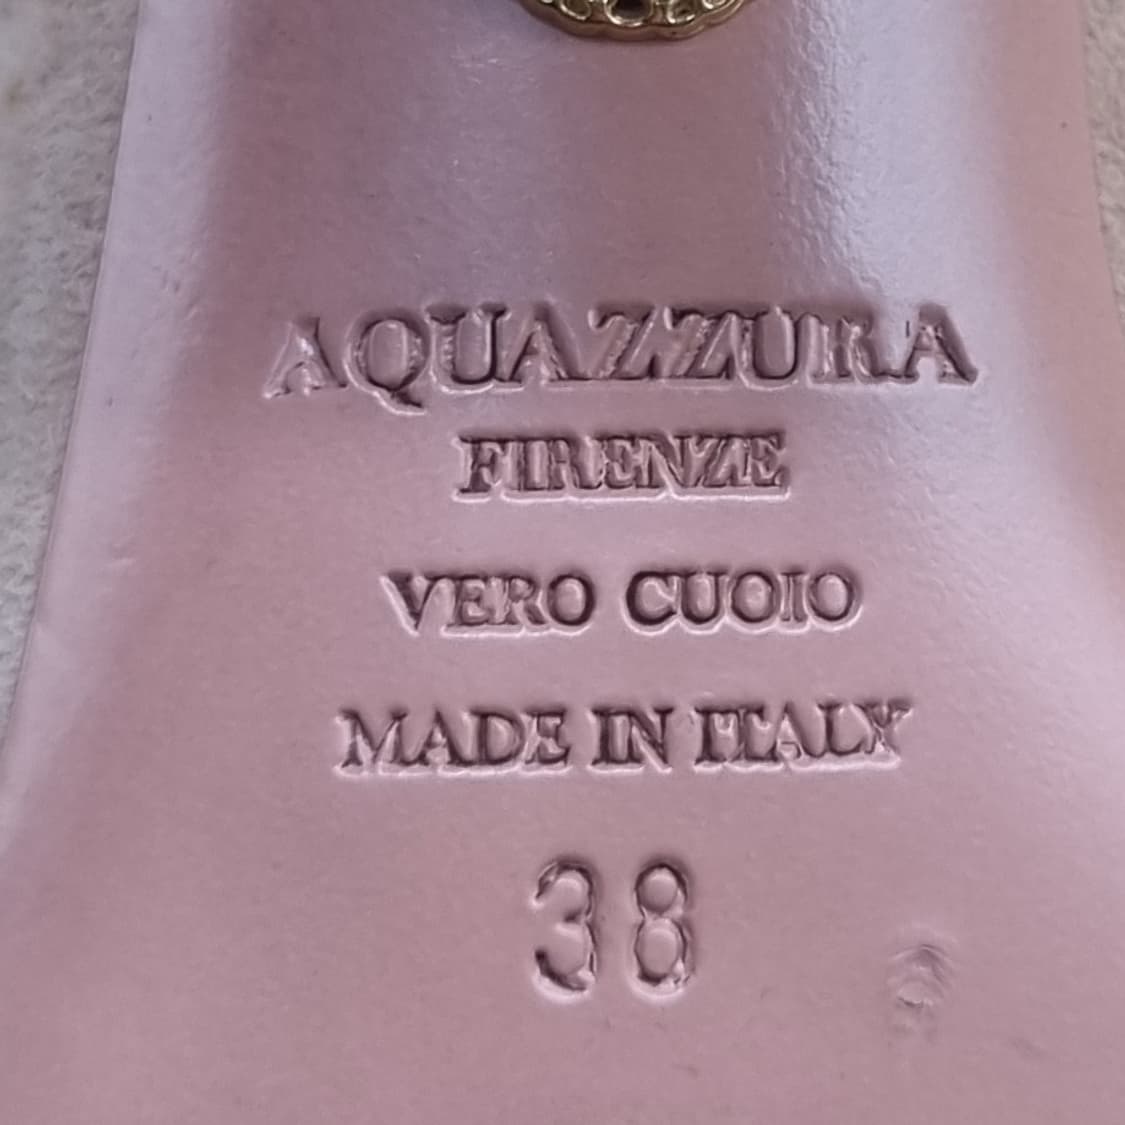 AQUAZZURA
FIRENZE
VERO CUOIO
MADE IN ITALY
38